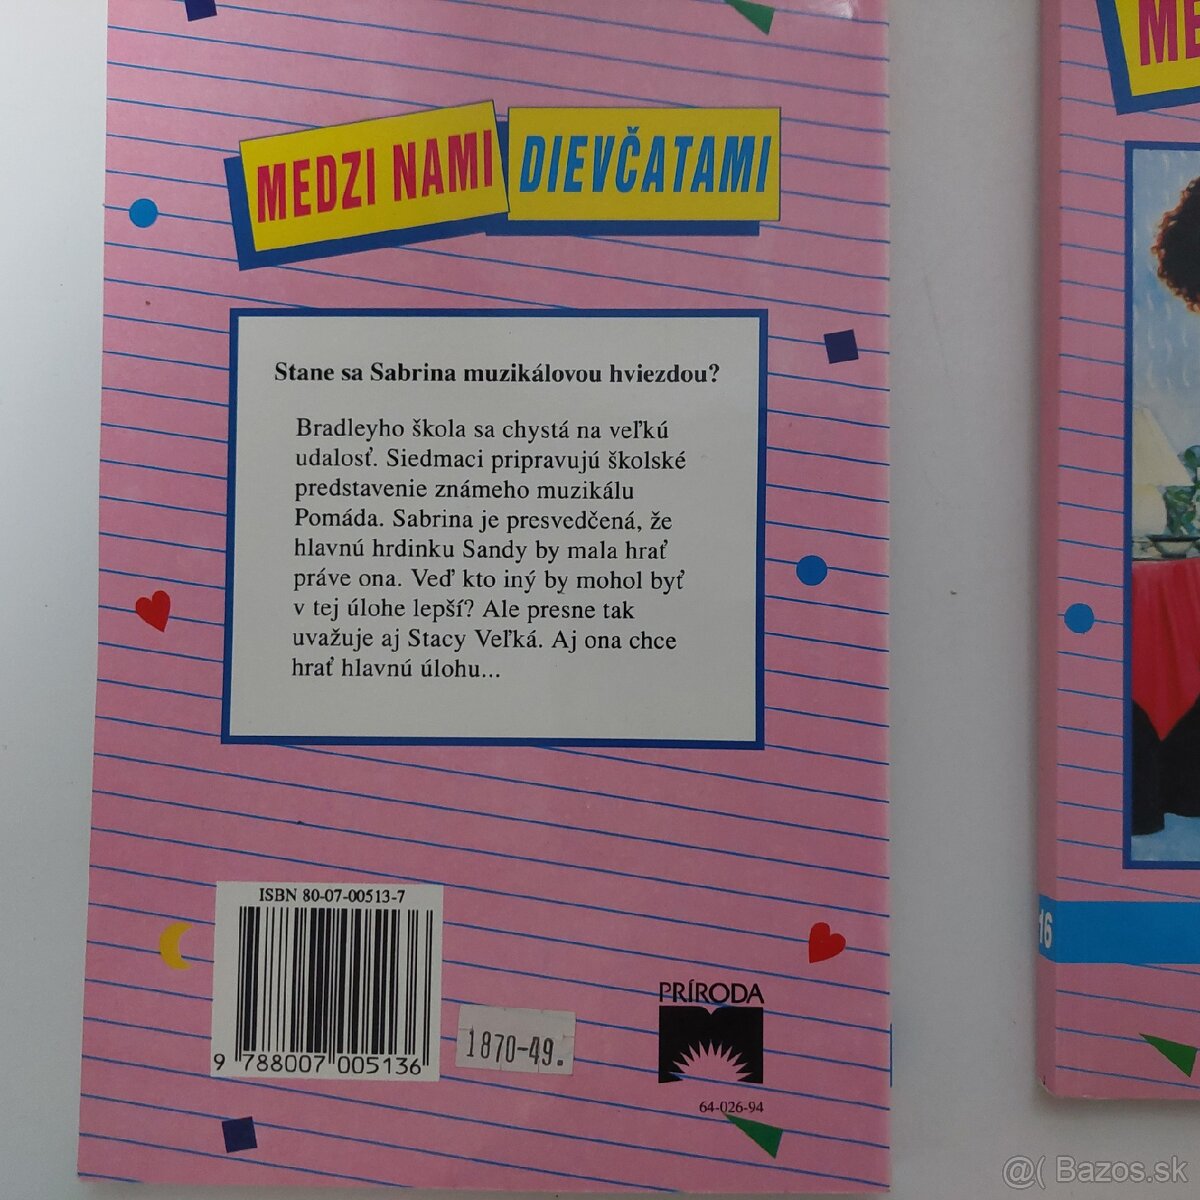 MEDZI NAMI DIEVČATAMI
Stane sa Sabrina muzikálovou hviezdou?
Bradleyho škola sa chystá na veľkú
udalosť. Siedmaci pripravujú školské
predstavenie známeho muzikálu
Pomáda. Sabrina je presvedčená, že
hlavnú hrdinku Sandy by mala hrať
práve ona. Veď kto iný by mohol byť
v tej úlohe lepší? Ale presne tak
uvažuje aj Stacy Veľká. Aj ona chce
hrať hlavnú úlohu...
ISBN 80-07-00513-7
9 788007 005136
1870-49.
PRÍRODA
64-026-94
ME
16
@( Bazos.sk